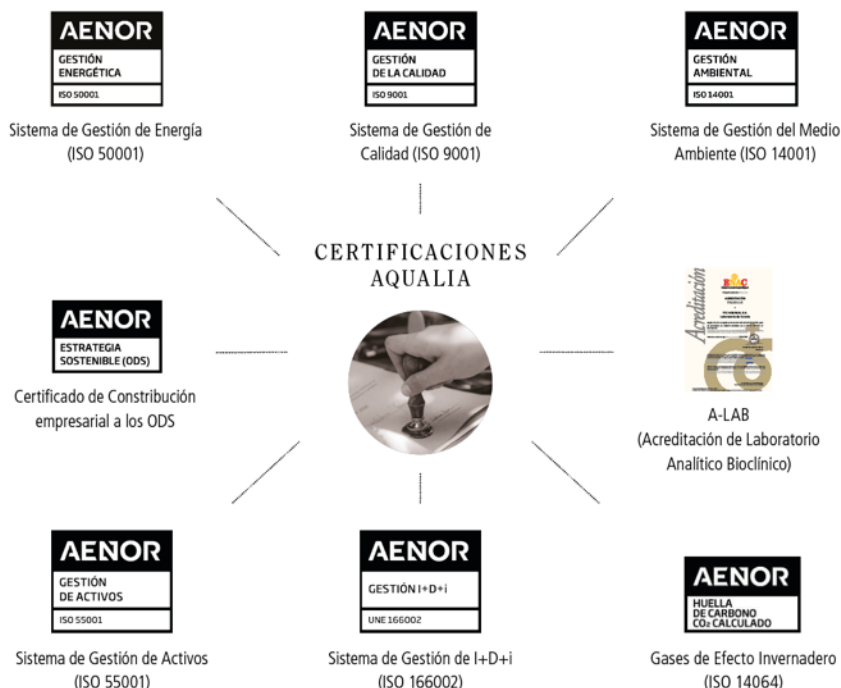 AENOR
GESTIÓN
ENERGÉTICA
ISO 50001
Sistema de Gestión de Energía
(ISO 50001)
AENOR
GESTIÓN
DE LA CALIDAD
ISO 9001
Sistema de Gestión de
Calidad (ISO 9001)
AENOR
GESTIÓN
AMBIENTAL
ISO 14001
Sistema de Gestión del Medio
Ambiente (ISO 14001)
CERTIFICACIONES
AQUALIA
AENOR
ESTRATEGIA
SOSTENIBLE (ODS)
Certificado de Constribución
empresarial a los ODS
Acreditación
ENAC
A-LAB
(Acreditación de Laboratorio
Analítico Bioclínico)
AENOR
GESTIÓN
DE ACTIVOS
ISO 55001
Sistema de Gestión de Activos
(ISO 55001)
AENOR
GESTIÓN I+D+i
UNE 166002
Sistema de Gestión de I+D+i
(ISO 166002)
AENOR
HUELLA
DE CARBONO
CO₂ CALCULADO
Gases de Efecto Invernadero
(ISO 14064)